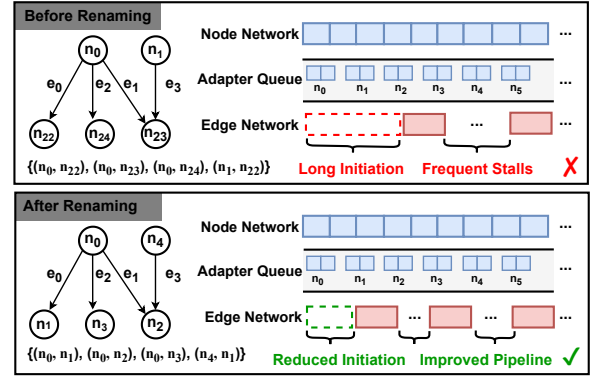 Before Renaming
n0 n1
e0 e2 e1 e3
n22 n24 n23
{(n0, n22), (n0, n23), (n0, n24), (n1, n22)}
Node Network ...
Adapter Queue
n0 n1 n2 n3 n4 n5
Edge Network ... ...
Long Initiation Frequent Stalls ✗
After Renaming
n0 n4
e0 e2 e1 e3
n1 n3 n2
{(n0, n1), (n0, n2), (n0, n3), (n4, n1)}
Node Network ...
Adapter Queue ...
n0 n1 n2 n3 n4 n5
Edge Network ... ... ...
Reduced Initiation Improved Pipeline ✓